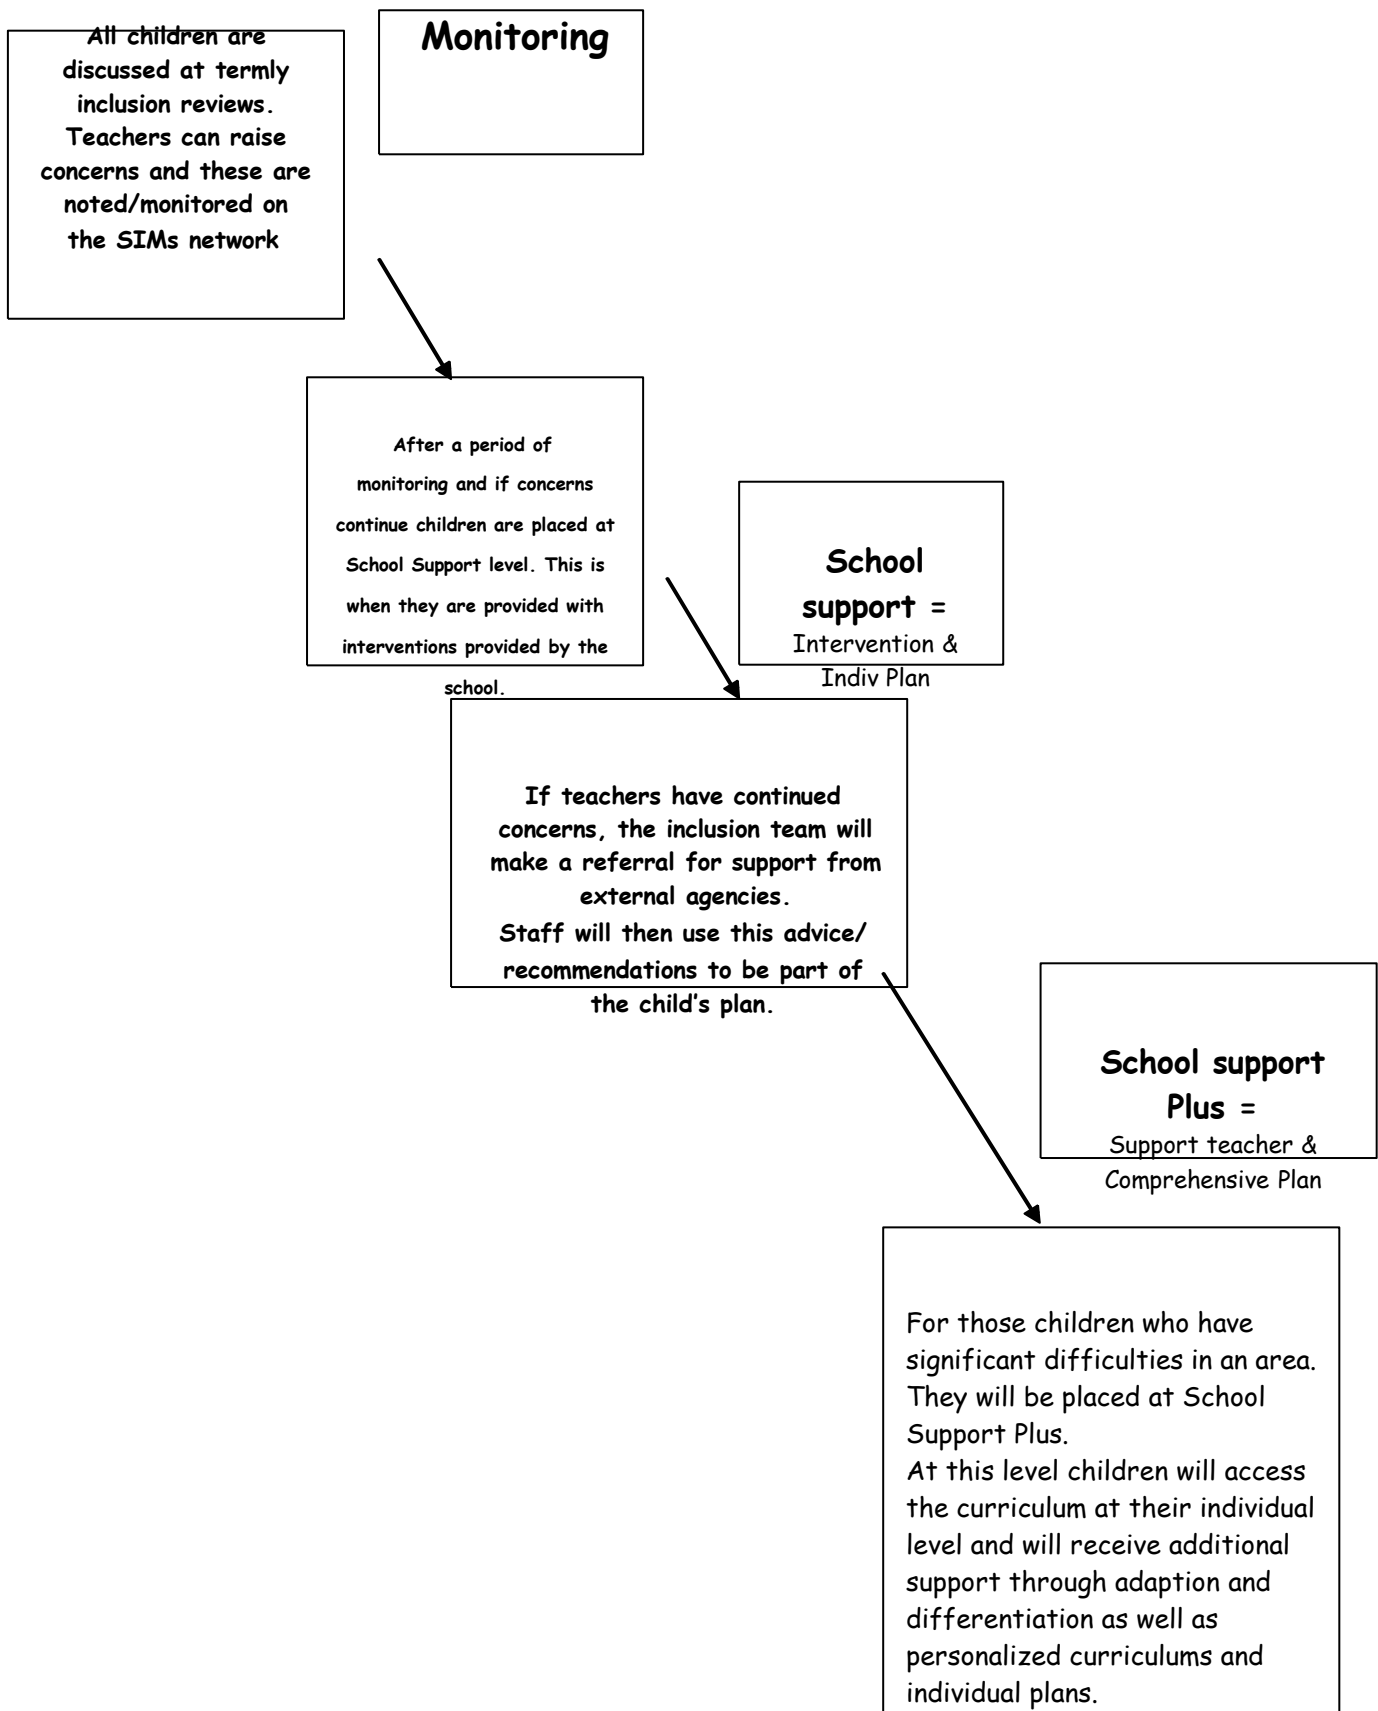 All children are
discussed at termly
inclusion reviews.
Teachers can raise
concerns and these are
noted/monitored on
the SIMs network
Monitoring
After a period of
monitoring and if concerns
continue children are placed at
School Support level. This is
when they are provided with
interventions provided by the
school.
School
support =
Intervention &
Indiv Plan
If teachers have continued
concerns, the inclusion team will
make a referral for support from
external agencies.
Staff will then use this advice/
recommendations to be part of
the child's plan.
School support
Plus =
Support teacher &
Comprehensive Plan
For those children who have
significant difficulties in an area.
They will be placed at School
Support Plus.
At this level children will access
the curriculum at their individual
level and will receive additional
support through adaption and
differentiation as well as
personalized curriculums and
individual plans.